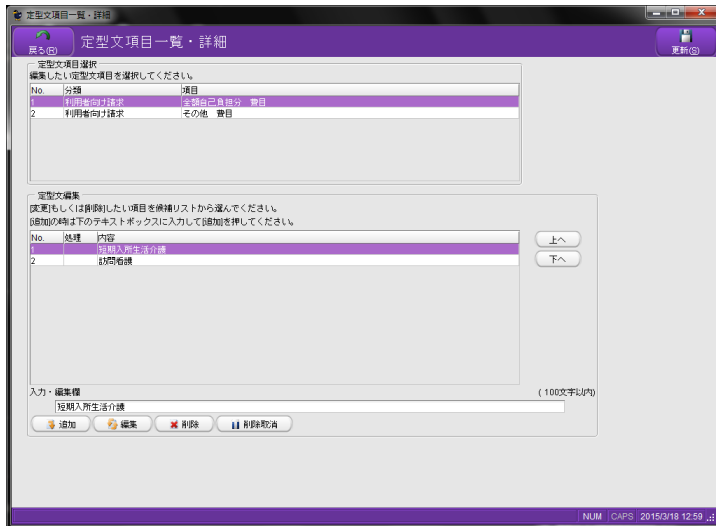 定型文項目一覧・詳細
戻る(R)
定型文項目一覧・詳細
更新(S)
定型文項目選択
編集したい定型文項目を選択してください。
No. 分類 項目
1 利用者向け請求 全額自己負担分 費目
2 利用者向け請求 その他 費目
定型文編集
[変更]もしくは[削除]したい項目を候補リストから選んでください。
[追加]の時は下のテキストボックスに入力して[追加]を押してください。
No. 処理 内容
1 短期入所生活介護
2 訪問看護
上へ
下へ
入力・編集欄
(100文字以内)
短期入所生活介護
追加
編集
削除
削除取消
NUM CAPS 2015/3/18 12:59